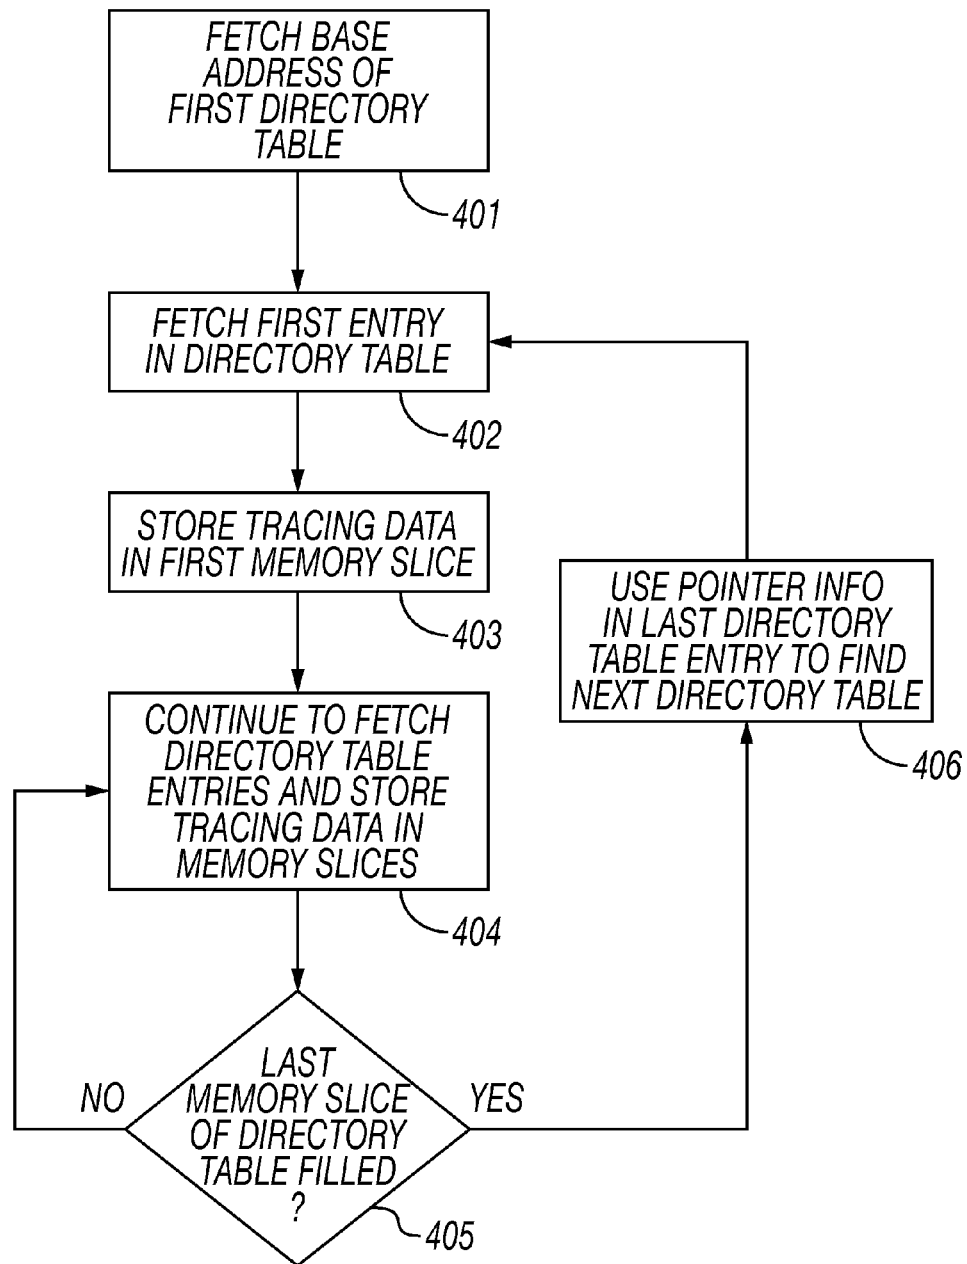 FETCH BASE
ADDRESS OF
FIRST DIRECTORY
TABLE
401
FETCH FIRST ENTRY
IN DIRECTORY TABLE
402
STORE TRACING DATA
IN FIRST MEMORY SLICE
403
USE POINTER INFO
IN LAST DIRECTORY
TABLE ENTRY TO FIND
NEXT DIRECTORY TABLE
406
CONTINUE TO FETCH
DIRECTORY TABLE
ENTRIES AND STORE
TRACING DATA IN
MEMORY SLICES
404
NO
LAST
MEMORY SLICE
OF DIRECTORY
TABLE FILLED
?
YES
405